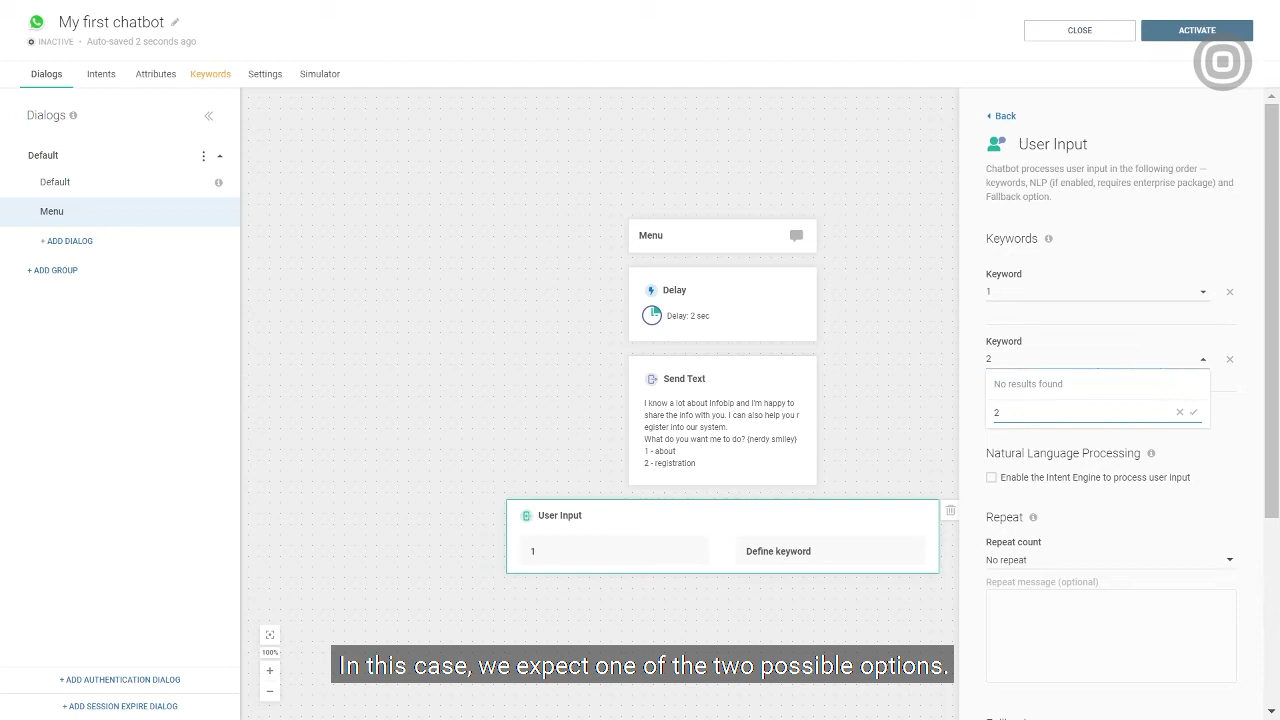 My first chatbot
INACTIVE • Auto-saved 2 seconds ago
CLOSE
ACTIVATE
Dialogs
Intents
Attributes
Keywords
Settings
Simulator
Dialogs
Default
Default
Menu
+ ADD DIALOG
+ ADD GROUP
+ ADD AUTHENTICATION DIALOG
+ ADD SESSION EXPIRE DIALOG
Menu
Delay
Delay: 2 sec
Send Text
I know a lot about Infobip and I'm happy to
share the info with you. I can also help you r
egister into our system.
What do you want me to do? {nerdy smiley}
1 - about
2 - registration
User Input
1
Define keyword
100%
+
−
In this case, we expect one of the two possible options.
Back
User Input
Chatbot processes user input in the following order —
keywords, NLP (if enabled, requires enterprise package) and
Fallback option.
Keywords
Keyword
1
Keyword
2
No results found
2
Natural Language Processing
Enable the Intent Engine to process user Input
Repeat
Repeat count
No repeat
Repeat message (optional)